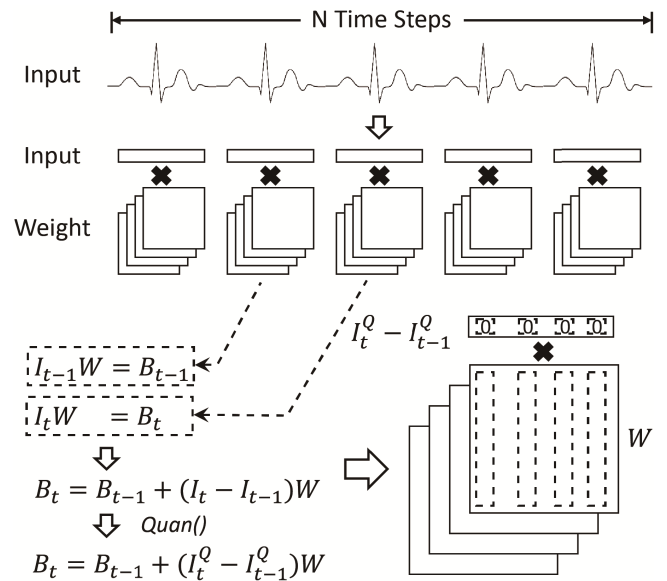 N Time Steps
Input
Input
Weight
I_t^Q − I_{t−1}^Q
0 0 0 0
I_{t−1}W = B_{t−1}
I_tW = B_t
W
B_t = B_{t−1} + (I_t − I_{t−1})W
Quan()
B_t = B_{t−1} + (I_t^Q − I_{t−1}^Q)W